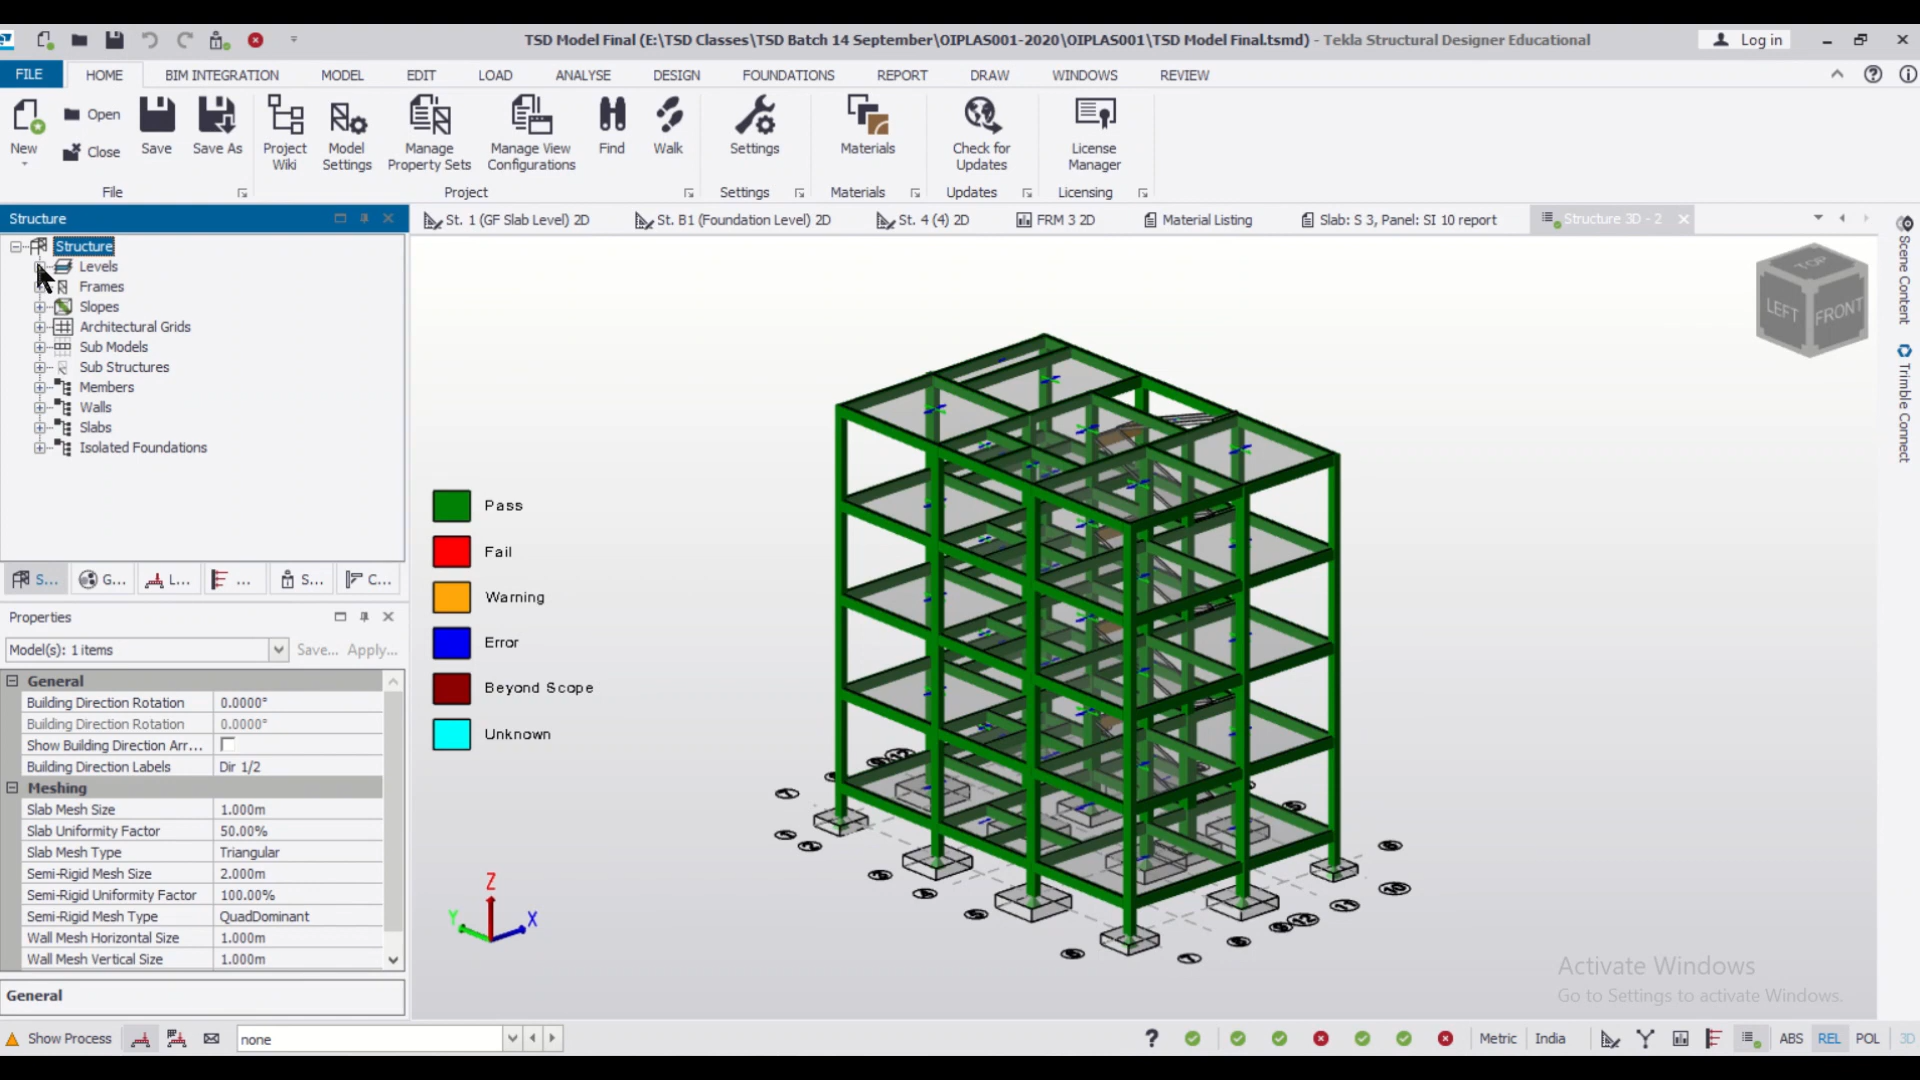 TSD Model Final (E:\TSD Classes\TSD Batch 14 September\OIPLAS001-2020\OIPLAS001\TSD Model Final.tsmd) - Tekla Structural Designer Educational
Log in
FILE HOME BIM INTEGRATION MODEL EDIT LOAD ANALYSE DESIGN FOUNDATIONS REPORT DRAW WINDOWS REVIEW
New
Open
Close
Save
Save As
Project Wiki
Model Settings
Manage Property Sets
Manage View Configurations
Find
Walk
Settings
Materials
Check for Updates
License Manager
File
Project
Settings
Materials
Updates
Licensing
Structure
St. 1 (GF Slab Level) 2D
St. B1 (Foundation Level) 2D
St. 4 (4) 2D
FRM 3 2D
Material Listing
Slab: S 3, Panel: SI 10 report
Structure 3D - 2
Structure
Levels
Frames
Slopes
Architectural Grids
Sub Models
Sub Structures
Members
Walls
Slabs
Isolated Foundations
S...
G...
L...
...
S...
C...
Properties
Model(s): 1 items
Save... Apply...
General
Building Direction Rotation 0.0000°
Building Direction Rotation 0.0000°
Show Building Direction Arr...
Building Direction Labels Dir 1/2
Meshing
Slab Mesh Size 1.000m
Slab Uniformity Factor 50.00%
Slab Mesh Type Triangular
Semi-Rigid Mesh Size 2.000m
Semi-Rigid Uniformity Factor 100.00%
Semi-Rigid Mesh Type QuadDominant
Wall Mesh Horizontal Size 1.000m
Wall Mesh Vertical Size 1.000m
General
Pass
Fail
Warning
Error
Beyond Scope
Unknown
Z
Y
X
TOP
LEFT
FRONT
Scene Content
Trimble Connect
Activate Windows
Go to Settings to activate Windows.
Show Process
none
Metric India
ABS REL POL 3D